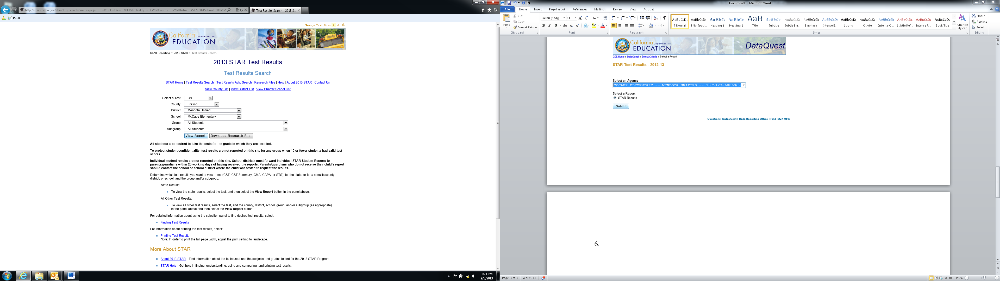 http://star.cde.ca.gov/star2013/SearchPanel.aspx?ps=true&lstTestYear=2013&lstTestType=C&lstCounty=10&lstDistrict=75127&lstSchool=600696
Test Results Search - 2013 S...
Pin It
Change Text Size: A A A
California Department of
EDUCATION
STAR Reporting » 2013 STAR » Test Results Search
2013 STAR Test Results
Test Results Search
STAR Home | Test Results Search | Test Results Adv. Search | Research Files | Help | About 2013 STAR | Contact Us
View County List | View District List | View Charter School List
Select a Test: CST
County: Fresno
District: Mendota Unified
School: McCabe Elementary
Group: All Students
Subgroup: All Students
View Report Download Research File
All students are required to take the tests for the grade in which they are enrolled.
To protect student confidentiality, test results are not reported on this site for any group when 10 or fewer students had valid test
scores.
Individual student results are not reported on this site. School districts must forward individual STAR Student Reports to
parents/guardians within 20 working days of having received the reports. Parents/guardians who do not receive their child's report
should contact the school or school district where the child was tested to request the results.
Determine which test results you want to view—test (CST, CST Summary, CMA, CAPA, or STS); for the state, or for a specific county,
district, or school; and the group and/or subgroup.
State Results:
To view the state results, select the test, and then select the View Report button in the panel above.
All Other Test Results:
To view all other test results, select the test, and the county, district, school, group, and/or subgroup (as appropriate)
in the panel above and then select the View Report button.
For detailed information about using the selection panel to find desired test results, select:
Finding Test Results
For information about printing the test results, select:
Printing Test Results
Note: In order to print the full page width, adjust the print setting to landscape.
More About STAR
About 2013 STAR—Find information about the tests used and the subjects and grades tested for the 2013 STAR Program.
STAR Help—Get help in finding, understanding, using and comparing, and printing test results.
1:23 PM
9/3/2013
Document1 - Microsoft Word
File Home Insert Page Layout References Mailings Review View Acrobat
Paste
Cut
Copy
Format Painter
Clipboard
Calibri (Body) 11
Font
Paragraph
AaBbCcDc AaBbCcDc AaBbC AaBbCc AaB AaBbCc. AaBbCcDi AaBbCcDi AaBbCcDi AaBbCcDc AaBbCcDi AaBbCcDi AABBCCDD AABBCCDD AABBCCDD
¶ Normal ¶ No Spaci... Heading 1 Heading 2 Title Subtitle Subtle Em... Emphasis Intense E... Strong Quote Intense Q... Subtle Ref... Intense R... Book Title
Styles
Change
Styles
Find
Replace
Select
Editing
California Department of
EDUCATION
DataQuest
CDE Home » DataQuest » Select Criteria » Select a Report
STAR Test Results - 2012-13
Select an Agency
MCCABE ELEMENTARY -- MENDOTA UNIFIED -- 1075127-6006969
Select a Report
STAR Results
Submit
Questions: DataQuest | Data Reporting Office | (916) 327-019
6.
Page: 3 of 3 Words: 64
190%